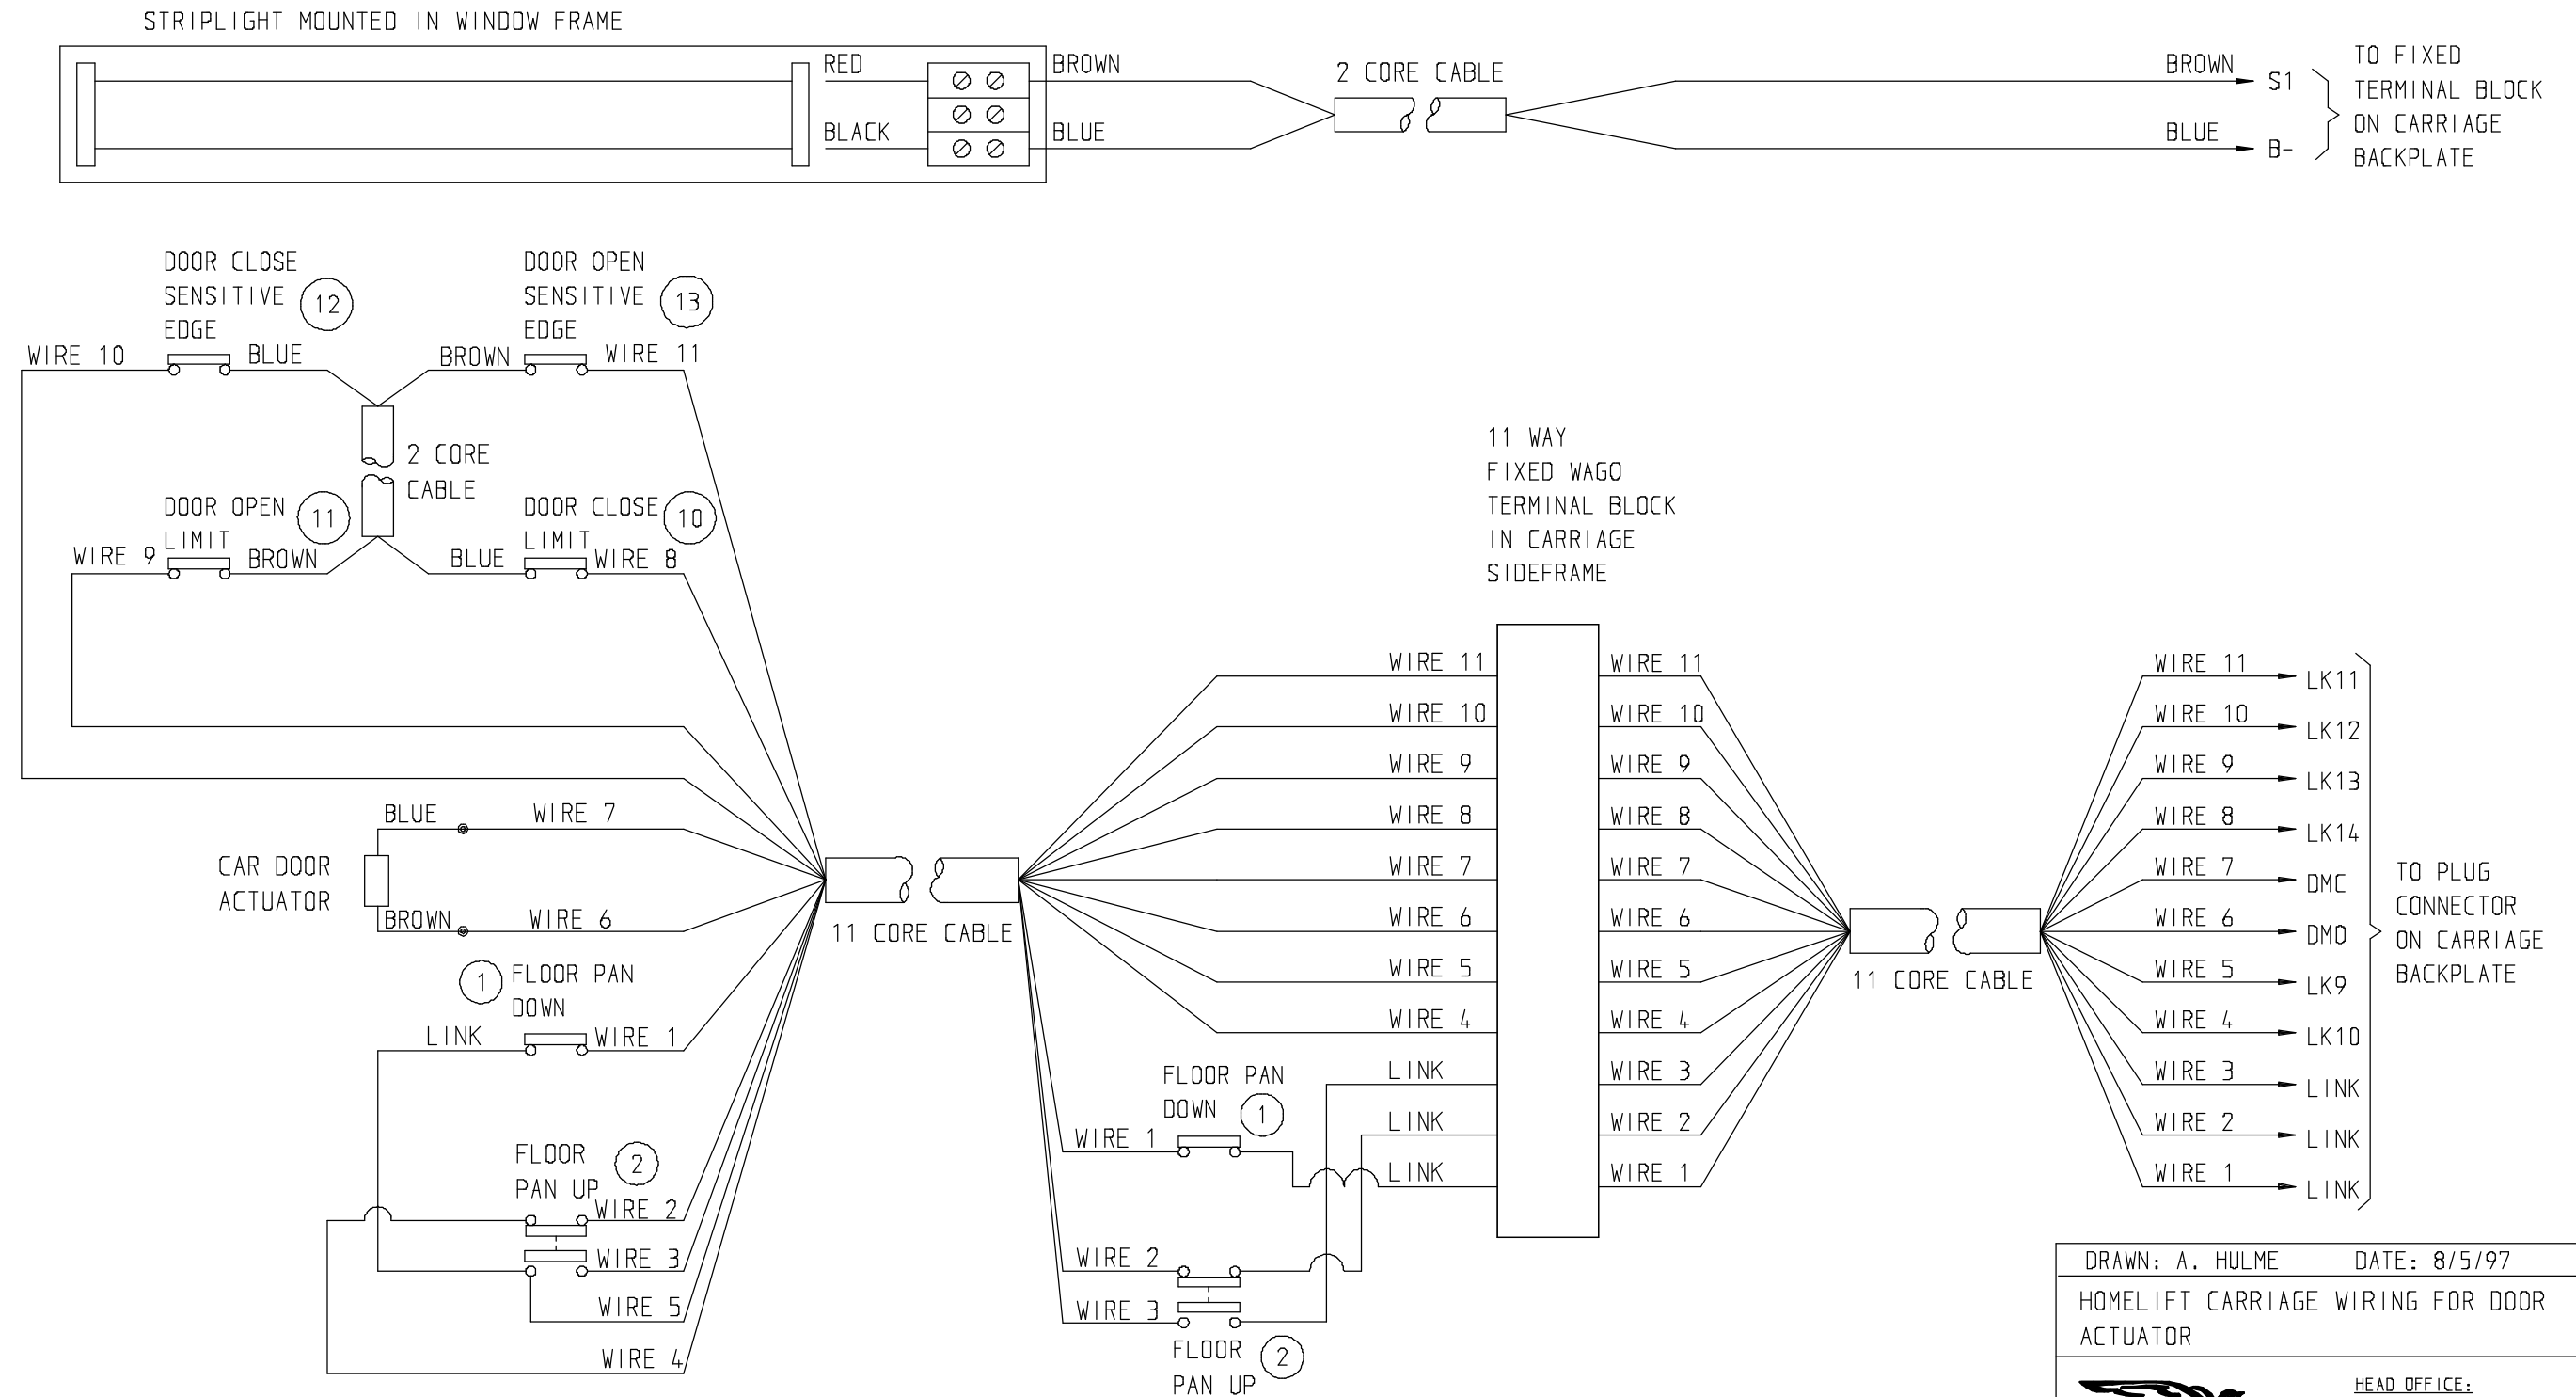 STRIPLIGHT MOUNTED IN WINDOW FRAME
RED
BROWN
2 CORE CABLE
BROWN
S1
TO FIXED
TERMINAL BLOCK
ON CARRIAGE
BACKPLATE
BLACK
BLUE
BLUE
B-
DOOR CLOSE
SENSITIVE
EDGE
12
DOOR OPEN
SENSITIVE
EDGE
13
WIRE 10
BLUE
BROWN
WIRE 11
2 CORE
CABLE
DOOR OPEN
LIMIT
11
DOOR CLOSE
LIMIT
10
WIRE 9
BROWN
BLUE
WIRE 8
11 WAY
FIXED WAGO
TERMINAL BLOCK
IN CARRIAGE
SIDEFRAME
BLUE
WIRE 7
CAR DOOR
ACTUATOR
BROWN
WIRE 6
1
FLOOR PAN
DOWN
LINK
WIRE 1
FLOOR
PAN UP
2
WIRE 2
WIRE 3
WIRE 5
WIRE 4
11 CORE CABLE
WIRE 11
WIRE 10
WIRE 9
WIRE 8
WIRE 7
WIRE 6
WIRE 5
WIRE 4
LINK
LINK
LINK
FLOOR PAN
DOWN
1
WIRE 1
WIRE 2
WIRE 3
FLOOR
PAN UP
2
WIRE 11
WIRE 10
WIRE 9
WIRE 8
WIRE 7
WIRE 6
WIRE 5
WIRE 4
WIRE 3
WIRE 2
WIRE 1
11 CORE CABLE
WIRE 11
LK11
WIRE 10
LK12
WIRE 9
LK13
WIRE 8
LK14
WIRE 7
DMC
WIRE 6
DMO
WIRE 5
LK9
WIRE 4
LK10
WIRE 3
LINK
WIRE 2
LINK
WIRE 1
LINK
TO PLUG
CONNECTOR
ON CARRIAGE
BACKPLATE
DRAWN: A. HULME DATE: 8/5/97
HOMELIFT CARRIAGE WIRING FOR DOOR
ACTUATOR
HEAD OFFICE: